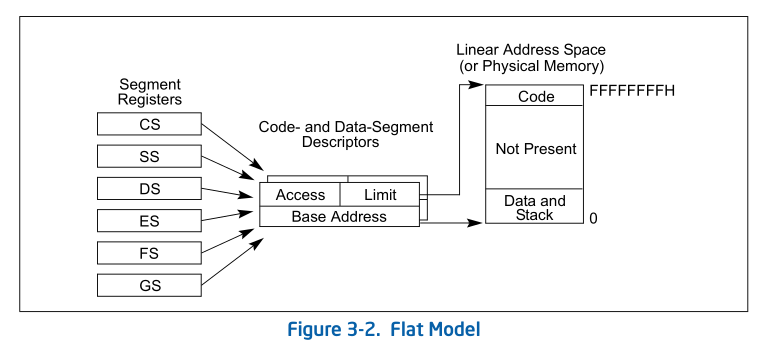 Linear Address Space
(or Physical Memory)
Segment
Registers
CS
SS
DS
ES
FS
GS
Code- and Data-Segment
Descriptors
Access
Limit
Base Address
Code
FFFFFFFFH
Not Present
Data and
Stack
0
Figure 3-2. Flat Model